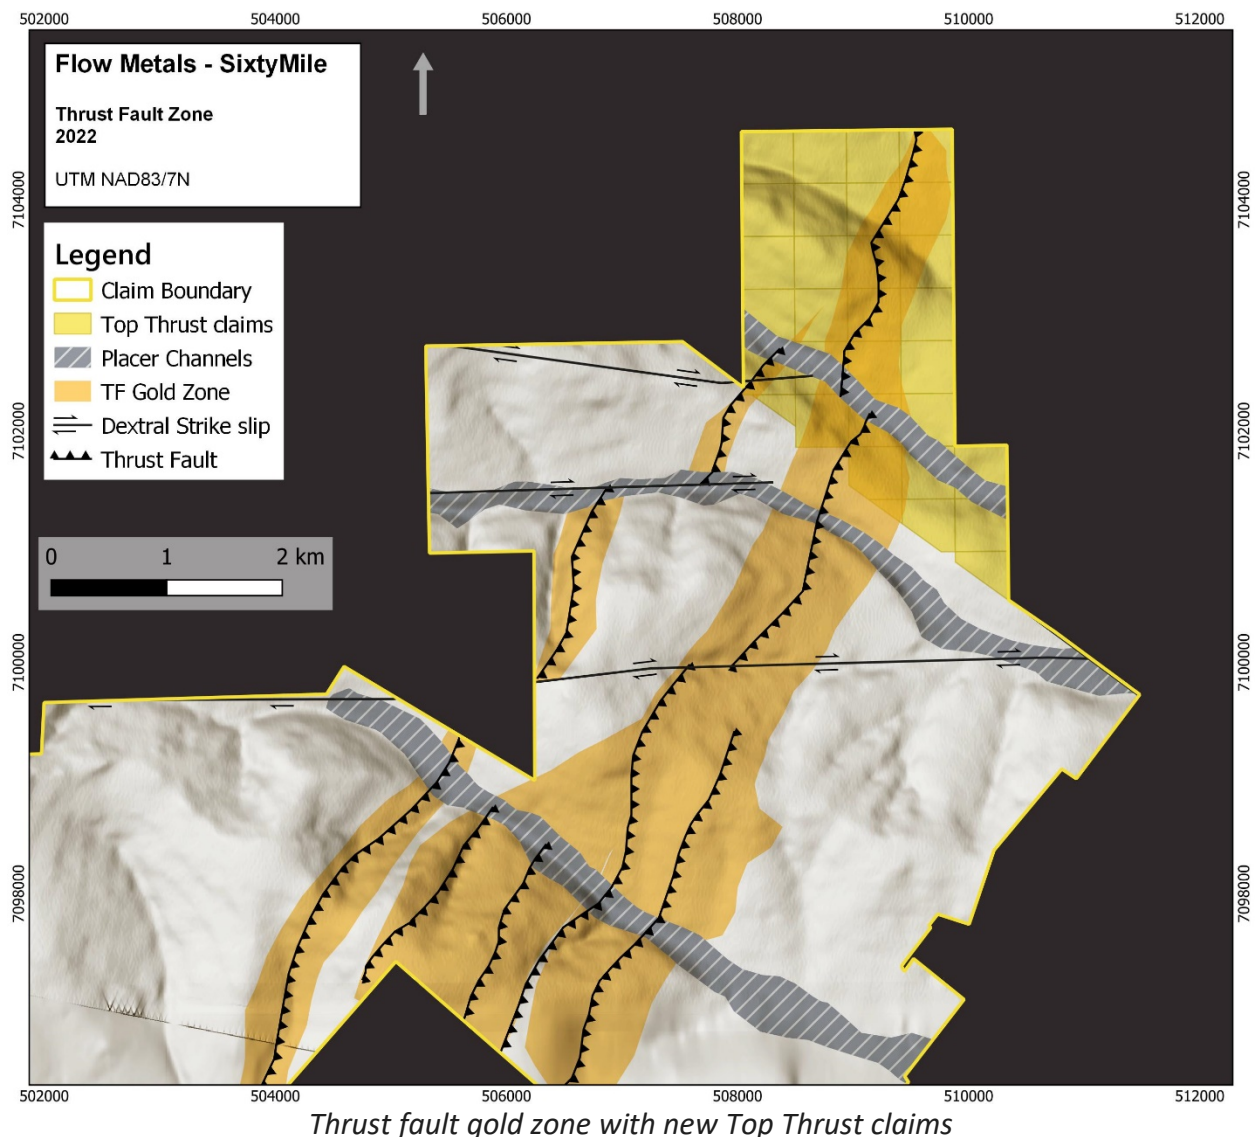 502000 504000 506000 508000 510000 512000
Flow Metals - SixtyMile
Thrust Fault Zone
2022
UTM NAD83/7N
7104000
7104000
Legend
Claim Boundary
Top Thrust claims
Placer Channels
TF Gold Zone
Dextral Strike slip
Thrust Fault
7102000
7102000
0 1 2 km
7100000
7100000
7098000
7098000
502000 504000 506000 508000 510000 512000
Thrust fault gold zone with new Top Thrust claims